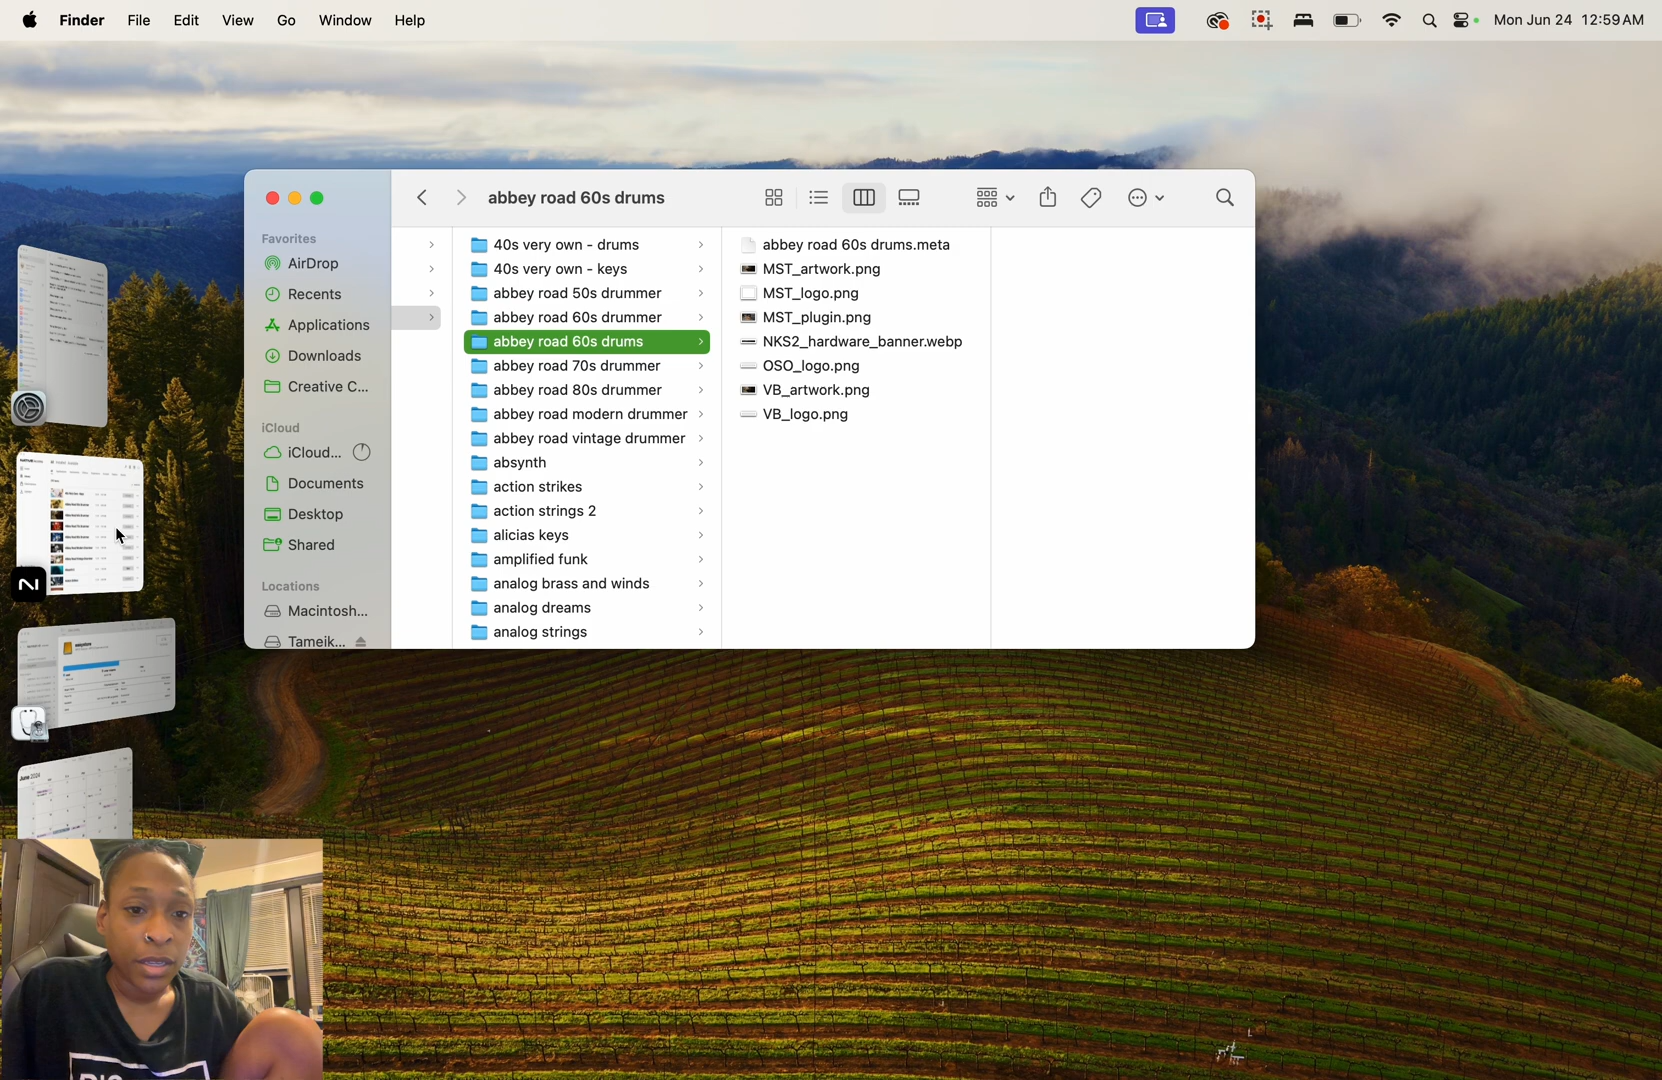 Finder File Edit View Go Window Help
Mon Jun 24 12:59 AM
abbey road 60s drums
Favorites
AirDrop
Recents
Applications
Downloads
Creative C...
iCloud
iCloud...
Documents
Desktop
Shared
Locations
Macintosh...
Tameik...
40s very own - drums
40s very own - keys
abbey road 50s drummer
abbey road 60s drummer
abbey road 60s drums
abbey road 70s drummer
abbey road 80s drummer
abbey road modern drummer
abbey road vintage drummer
absynth
action strikes
action strings 2
alicias keys
amplified funk
analog brass and winds
analog dreams
analog strings
abbey road 60s drums.meta
MST_artwork.png
MST_logo.png
MST_plugin.png
NKS2_hardware_banner.webp
OSO_logo.png
VB_artwork.png
VB_logo.png
June 2024